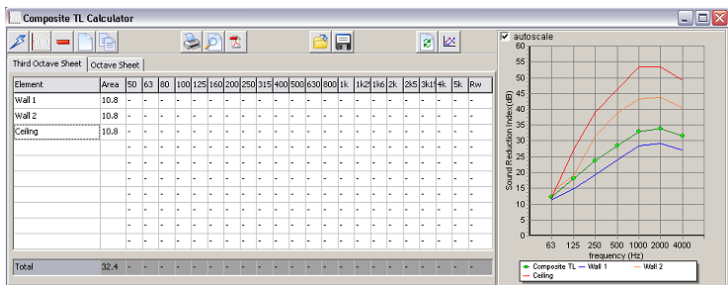 Composite TL Calculator
Third Octave Sheet Octave Sheet
Element Area 50 63 80 100 125 160 200 250 315 400 500 630 800 1k 1k2 1k6 2k 2k5 3k1 4k 5k Rw
Wall 1 10.8 - - - - - - - - - - - - - - - - - - - - - -
Wall 2 10.8 - - - - - - - - - - - - - - - - - - - - - -
Ceiling 10.8 - - - - - - - - - - - - - - - - - - - - - -
Total 32.4 - - - - - - - - - - - - - - - - - - - - - -
autoscale
Sound Reduction Index(dB)
60
55
50
45
40
35
30
25
20
15
10
5
0
63 125 250 500 1000 2000 4000
frequency (Hz)
Composite TL Wall 1 Wall 2
Ceiling